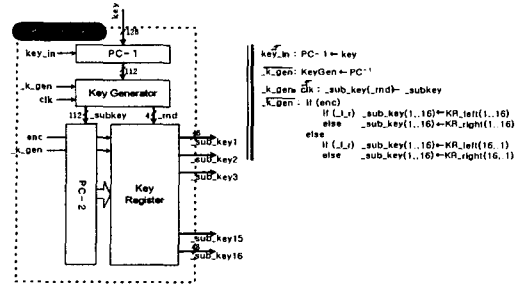 key
128
key_in
PC-1
112
_k_gen
clk
Key Generator
112 _subkey 4 _rnd
enc
_k_gen
PC-2
Key Register
_sub_key1
_sub_key2
_sub_key3
_sub_key15
_sub_key16
key_in: PC-1←key
_k_gen: KeyGen←PC-1
_k_gen, clk: _sub_key(_rnd)←_subkey
_k_gen: if (enc)
if (_l_r) _sub_key(1..16)←KR_left(1..16)
else _sub_key(1..16)←KR_right(1..16)
else
if (_l_r) _sub_key(1..16)←KR_left(16..1)
else _sub_key(1..16)←KR_right(16..1)